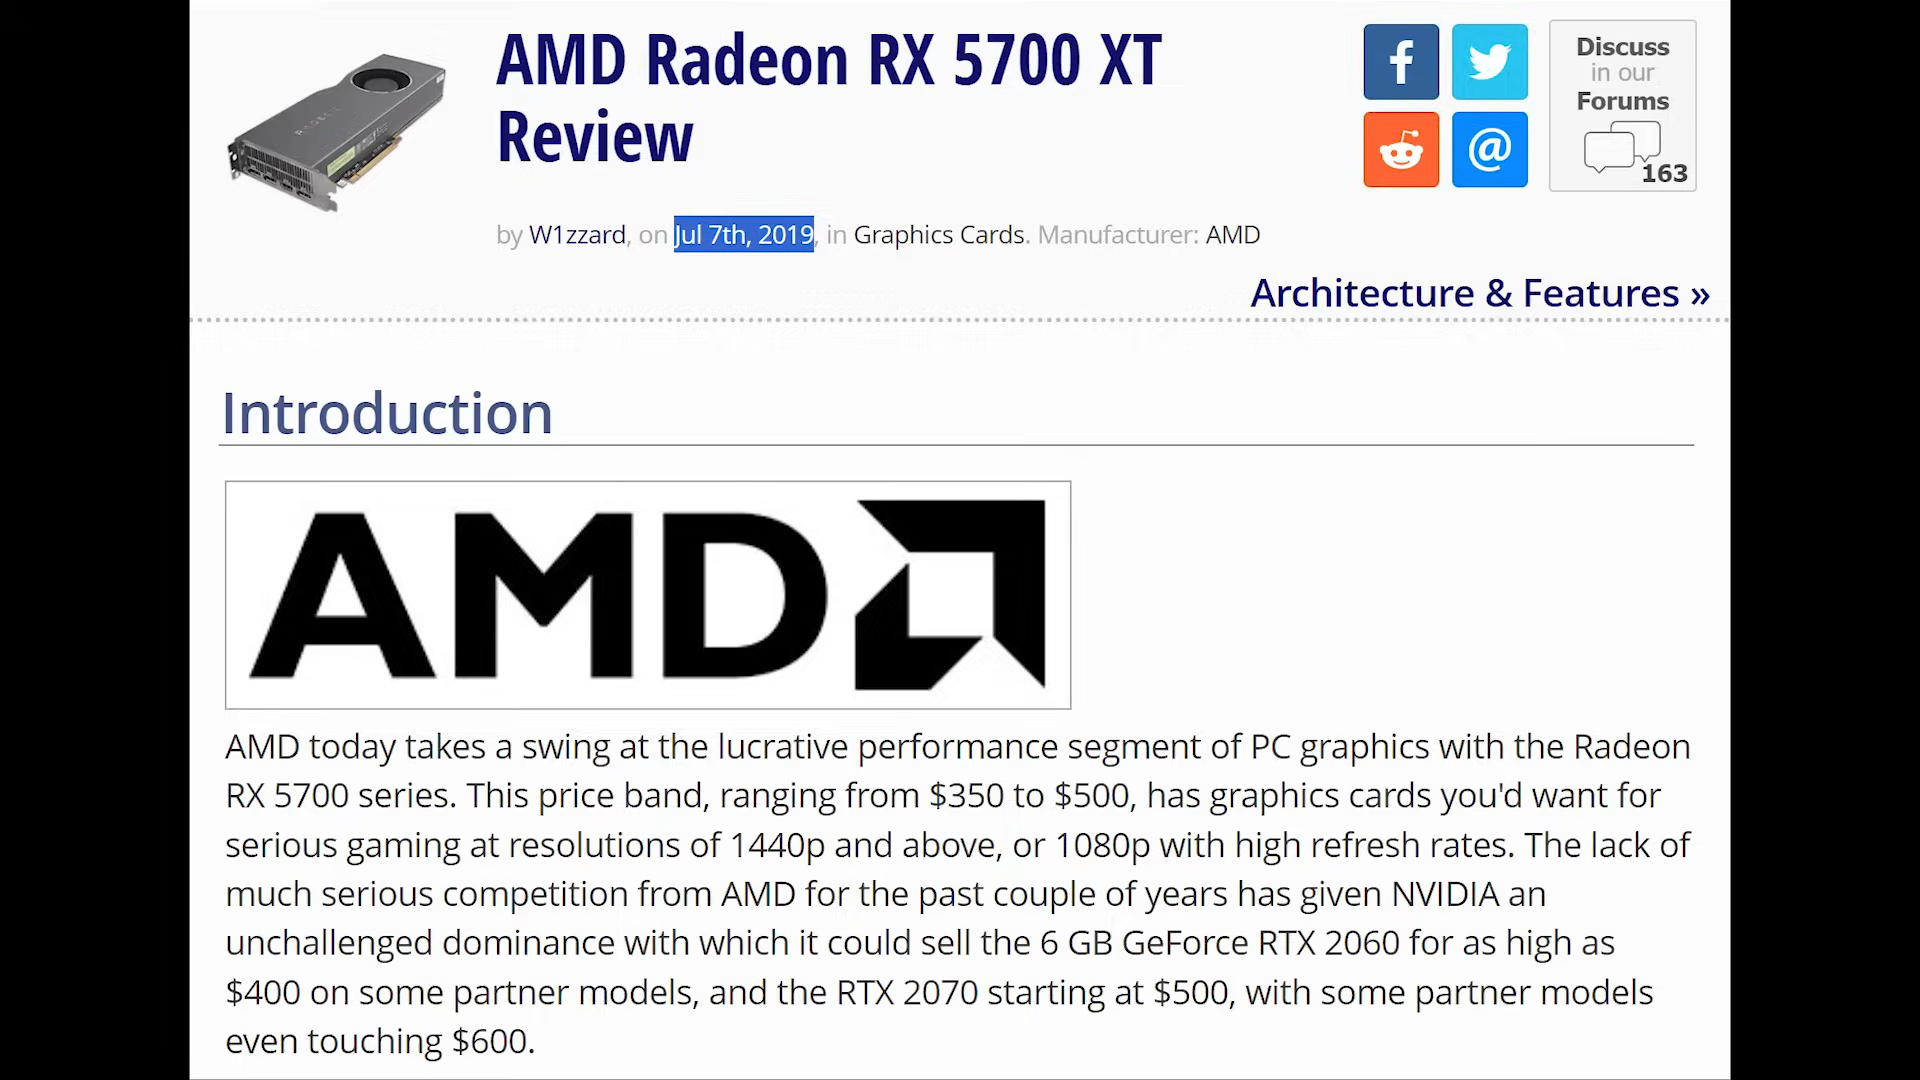 AMD Radeon RX 5700 XT
Review
Discuss
in our
Forums
163
by W1zzard, on Jul 7th, 2019, in Graphics Cards. Manufacturer: AMD
Architecture & Features »
Introduction
AMD
AMD today takes a swing at the lucrative performance segment of PC graphics with the Radeon
RX 5700 series. This price band, ranging from $350 to $500, has graphics cards you'd want for
serious gaming at resolutions of 1440p and above, or 1080p with high refresh rates. The lack of
much serious competition from AMD for the past couple of years has given NVIDIA an
unchallenged dominance with which it could sell the 6 GB GeForce RTX 2060 for as high as
$400 on some partner models, and the RTX 2070 starting at $500, with some partner models
even touching $600.